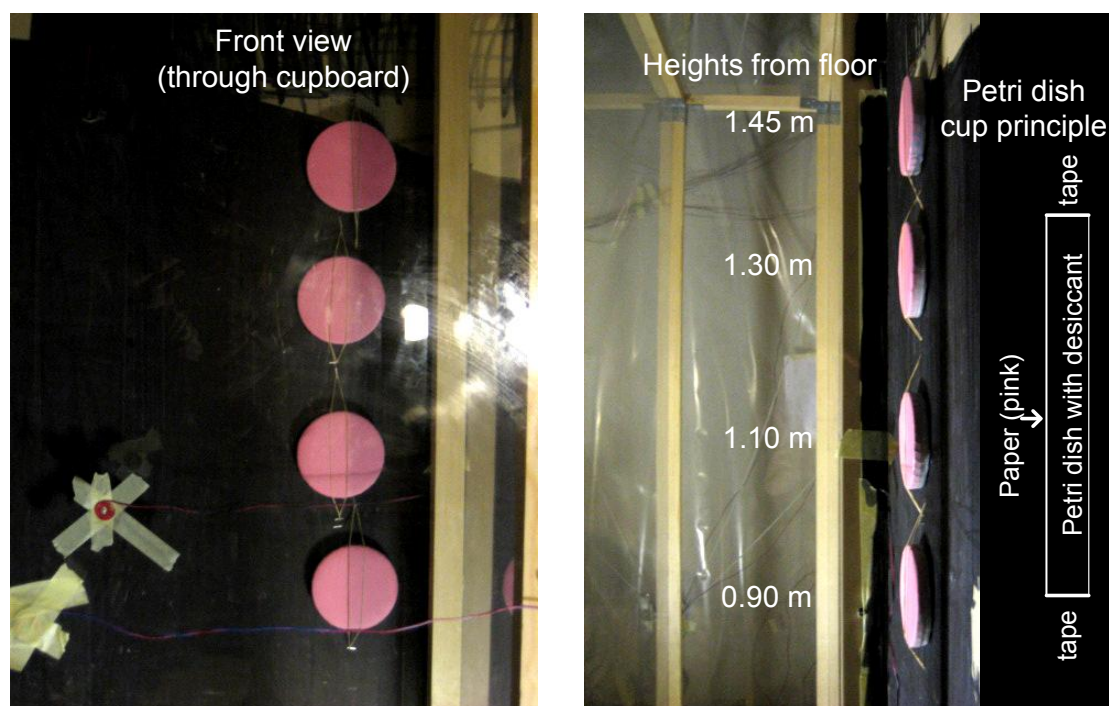 Front view
(through cupboard)
Heights from floor
1.45 m
1.30 m
1.10 m
0.90 m
Petri dish
cup principle
tape
Paper (pink)
Petri dish with desiccant
tape